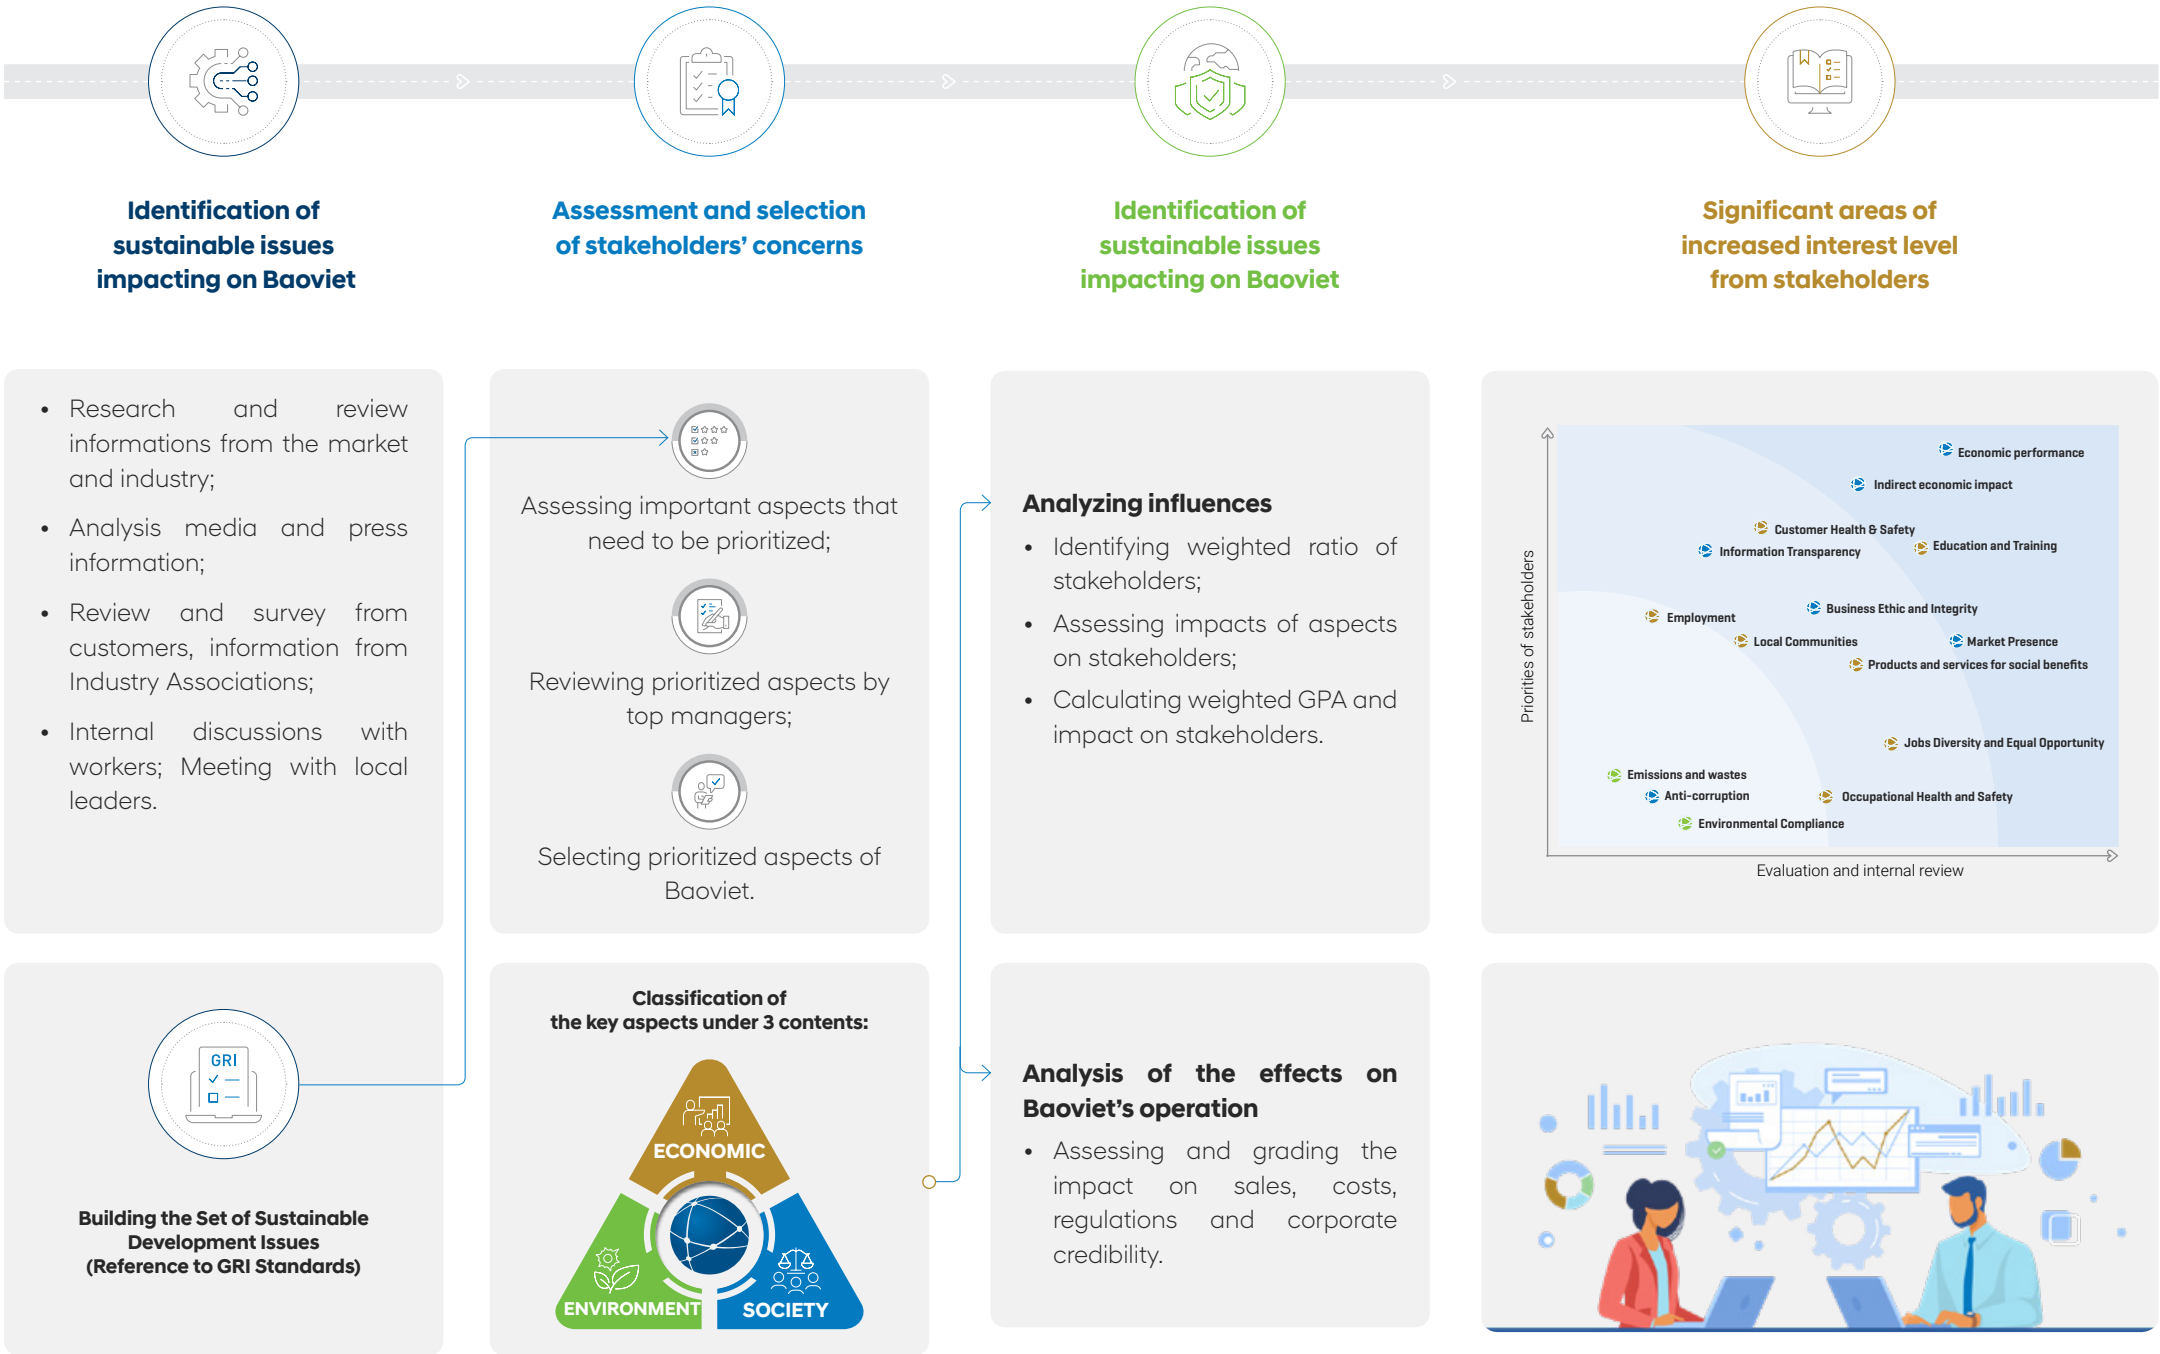 Identification of
sustainable issues
impacting on Baoviet
Assessment and selection
of stakeholders' concerns
Identification of
sustainable issues
impacting on Baoviet
Significant areas of
increased interest level
from stakeholders
• Research and review
informations from the market
and industry;
• Analysis media and press
information;
• Review and survey from
customers, information from
Industry Associations;
• Internal discussions with
workers; Meeting with local
leaders.
Assessing important aspects that
need to be prioritized;
Reviewing prioritized aspects by
top managers;
Selecting prioritized aspects of
Baoviet.
Analyzing influences
• Identifying weighted ratio of
stakeholders;
• Assessing impacts of aspects
on stakeholders;
• Calculating weighted GPA and
impact on stakeholders.
Priorities of stakeholders
Economic performance
Indirect economic impact
Customer Health & Safety
Information Transparency
Education and Training
Business Ethic and Integrity
Employment
Local Communities
Market Presence
Products and services for social benefits
Jobs Diversity and Equal Opportunity
Emissions and wastes
Anti-corruption
Occupational Health and Safety
Environmental Compliance
Evaluation and internal review
GRI
Building the Set of Sustainable
Development Issues
(Reference to GRI Standards)
Classification of
the key aspects under 3 contents:
ECONOMIC
ENVIRONMENT
SOCIETY
Analysis of the effects on
Baoviet's operation
• Assessing and grading the
impact on sales, costs,
regulations and corporate
credibility.